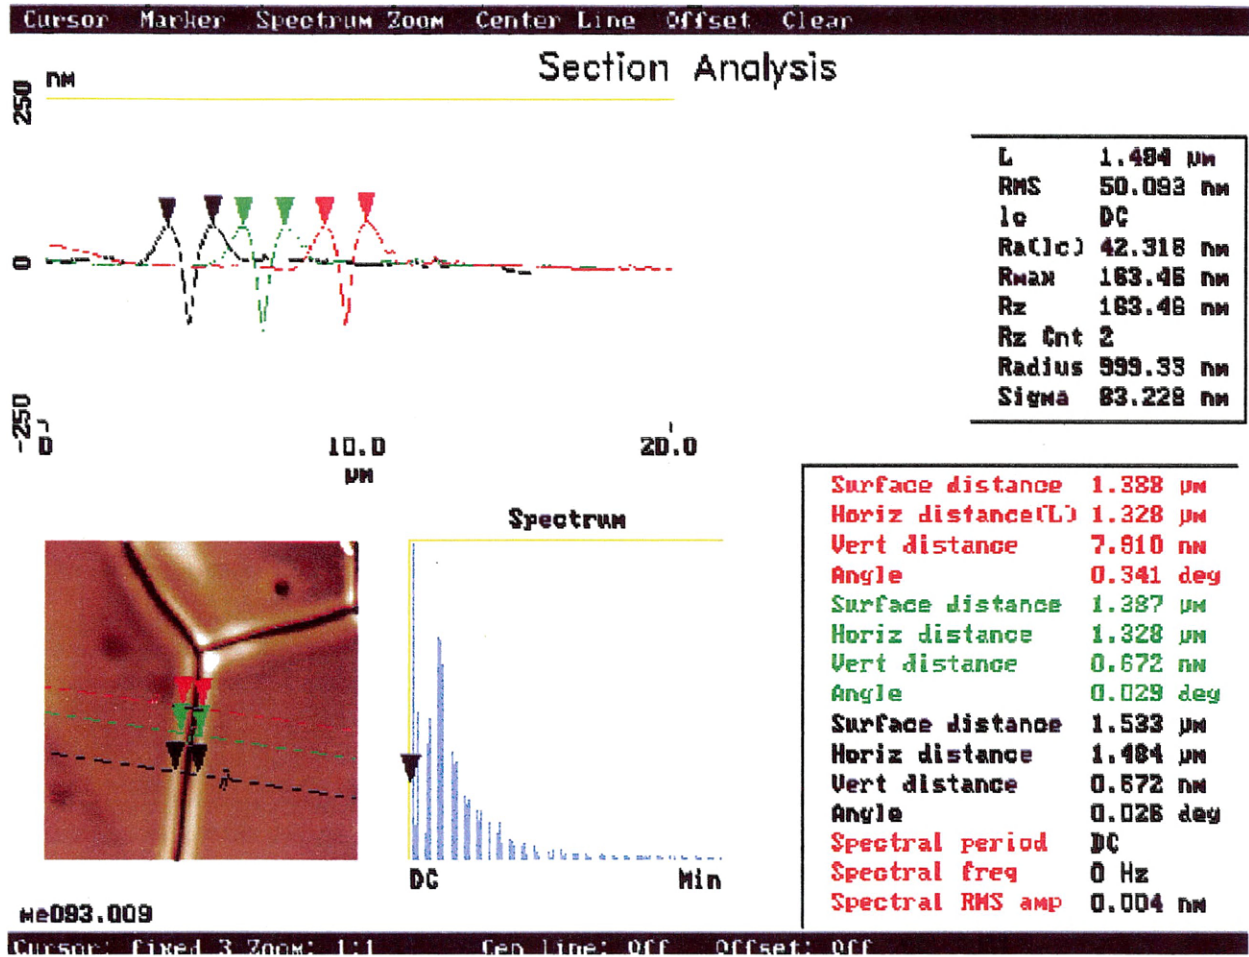 Cursor Marker Spectrum Zoom Center Line Offset Clear
Section Analysis
nm
250
0
-250
0 10.0 20.0
µm
L 1.484 µm
RMS 50.093 nm
lc DC
Ra(lc) 42.318 nm
Rmax 163.46 nm
Rz 163.46 nm
Rz Cnt 2
Radius 999.33 nm
Sigma 83.228 nm
Surface distance 1.388 µm
Horiz distance(L) 1.328 µm
Vert distance 7.910 nm
Angle 0.341 deg
Surface distance 1.387 µm
Horiz distance 1.328 µm
Vert distance 0.672 nm
Angle 0.029 deg
Surface distance 1.533 µm
Horiz distance 1.484 µm
Vert distance 0.672 nm
Angle 0.026 deg
Spectral period DC
Spectral freq 0 Hz
Spectral RMS amp 0.004 nm
Spectrum
DC Min
me093.009
Cursor: fixed 3 Zoom: 1:1 Cen line: Off Offset: Off